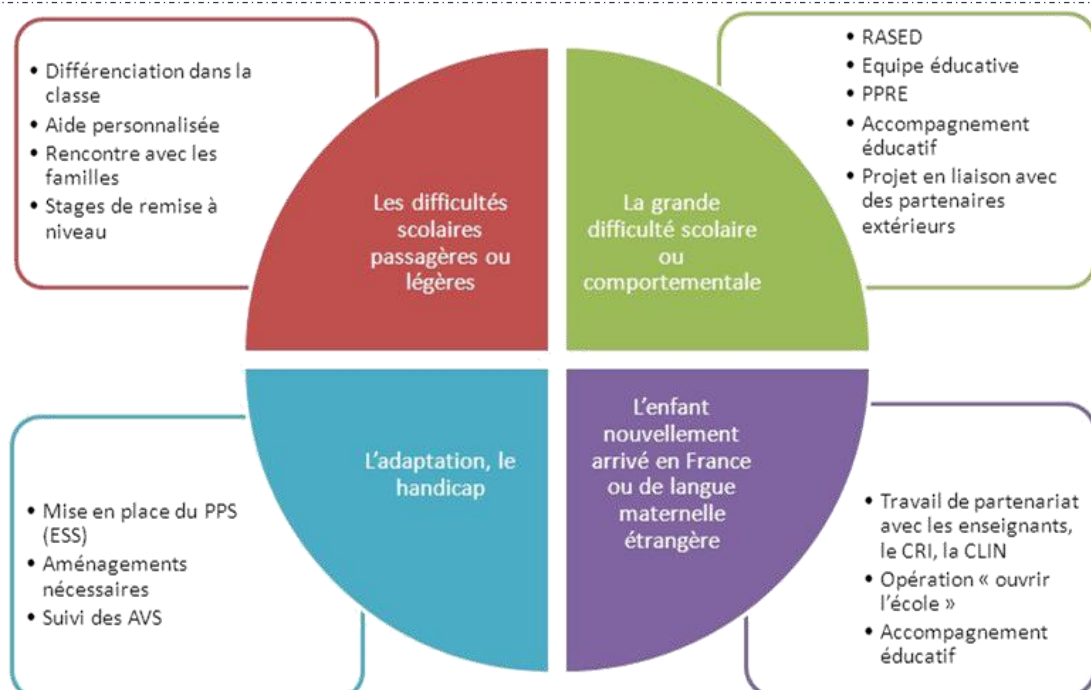 • Différenciation dans la
classe
• Aide personnalisée
• Rencontre avec les
familles
• Stages de remise à
niveau
Les difficultés
scolaires
passagères ou
légères
La grande
difficulté scolaire
ou
comportementale
• RASED
• Equipe éducative
• PPRE
• Accompagnement
éducatif
• Projet en liaison avec
des partenaires
extérieurs
• Mise en place du PPS
(ESS)
• Aménagements
nécessaires
• Suivi des AVS
L'adaptation, le
handicap
L'enfant
nouvellement
arrivé en France
ou de langue
maternelle
étrangère
• Travail de partenariat
avec les enseignants,
le CRI, la CLIN
• Opération « ouvrir
l'école »
• Accompagnement
éducatif